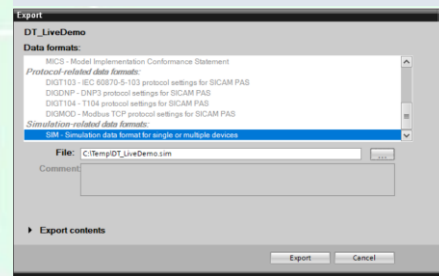 Export
DT_LiveDemo
Data formats:
MICS - Model Implementation Conformance Statement
Protocol-related data formats:
DIGT103 - IEC 60870-5-103 protocol settings for SICAM PAS
DIGDNP - DNP3 protocol settings for SICAM PAS
DIGT104 - T104 protocol settings for SICAM PAS
DIGMOD - Modbus TCP protocol settings for SICAM PAS
Simulation-related data formats:
SIM - Simulation data format for single or multiple devices
File: C:\Temp\DT_LiveDemo.sim ...
Comment
Export contents
Export Cancel